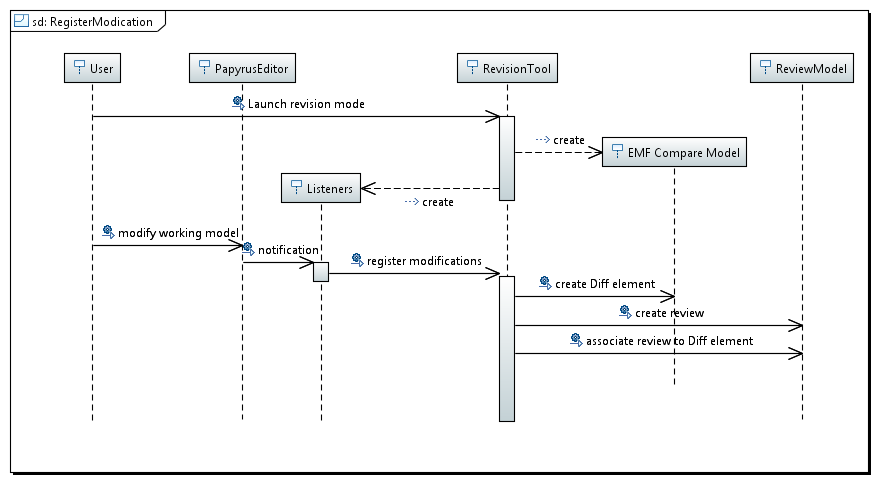 sd: RegisterModication
User
PapyrusEditor
RevisionTool
ReviewModel
Launch revision mode
create
EMF Compare Model
Listeners
create
modify working model
notification
register modifications
create Diff element
create review
associate review to Diff element